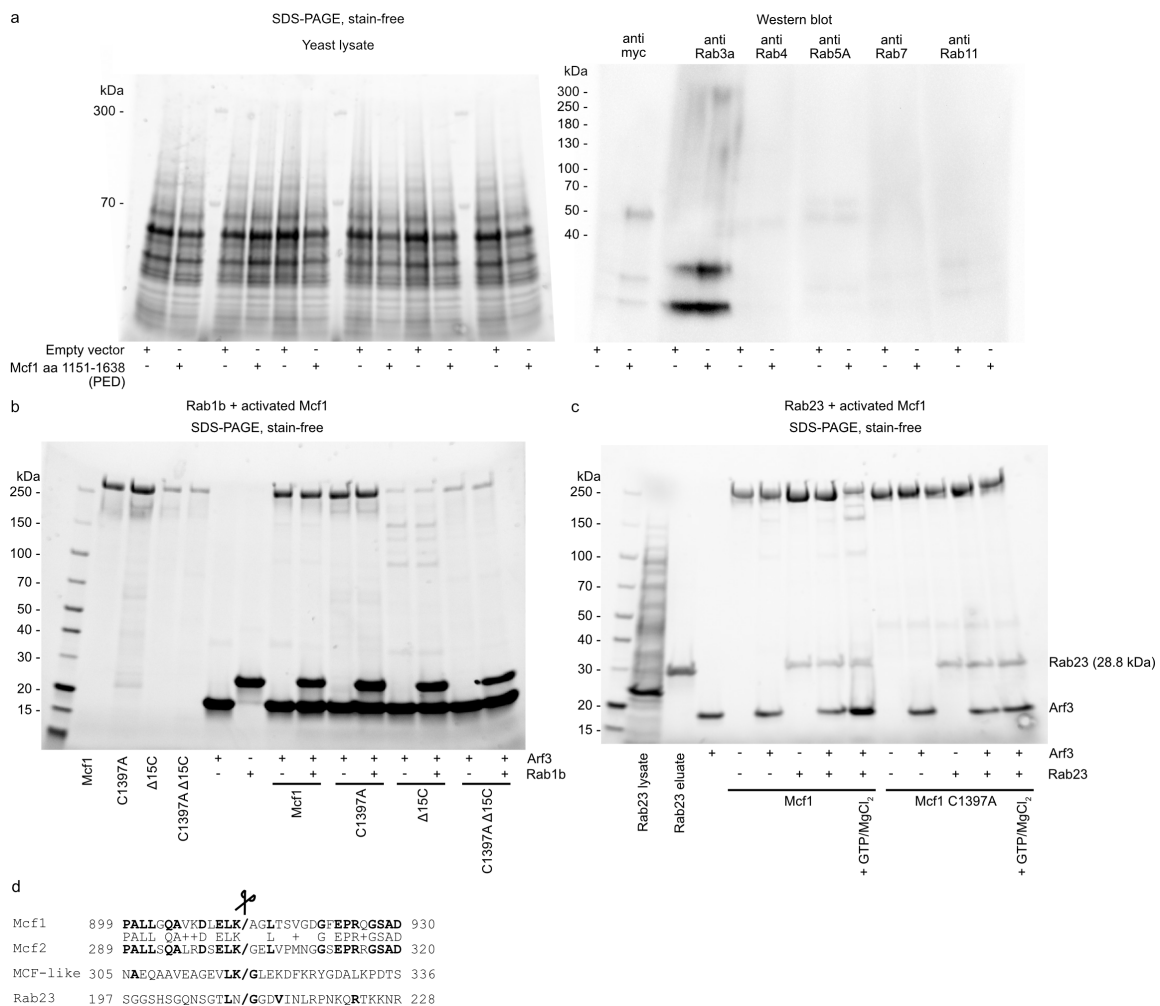 a
SDS-PAGE, stain-free
Yeast lysate
kDa
300 -
70 -
Western blot
anti myc
anti Rab3a
anti Rab4
anti Rab5A
anti Rab7
anti Rab11
kDa
300 -
250 -
180 -
130 -
100 -
70 -
50 -
40 -
Empty vector + - + - + - + - + - + - + - + - + - + - + - + -
Mcf1 aa 1151-1638 - + - + - + - + - + - + - + - + - + - + - + - +
(PED)
b
Rab1b + activated Mcf1
SDS-PAGE, stain-free
kDa
250 -
150 -
100 -
70 -
50 -
40 -
30 -
20 -
15 -
+ - + + + + + + + + Arf3
- + - + - + - + - + Rab1b
Mcf1
C1397A
Δ15C
C1397A Δ15C
Mcf1
C1397A
Δ15C
C1397A Δ15C
c
Rab23 + activated Mcf1
SDS-PAGE, stain-free
kDa
250 -
150 -
100 -
70 -
50 -
40 -
30 -
20 -
15 -
Rab23 (28.8 kDa)
Arf3
+ - + - + + - + - + + Arf3
- - - + + + - - + + + Rab23
Rab23 lysate
Rab23 eluate
Mcf1
+ GTP/MgCl2
Mcf1 C1397A
+ GTP/MgCl2
d
Mcf1 899 PALLGQAVKDLELK/AGLTSVGDGFEPRQGSAD 930
PALL QA++D ELK L + G EPR+GSAD
Mcf2 289 PALLSQALRDSELK/GELVPMNGGSEPRRGSAD 320
MCF-like 305 NAEQAAVEAGEVLK/GLEKDFKRYGDALKPDTS 336
Rab23 197 SGGSHSGQNSGTLN/GGDVINLRPNKQRTKKNR 228